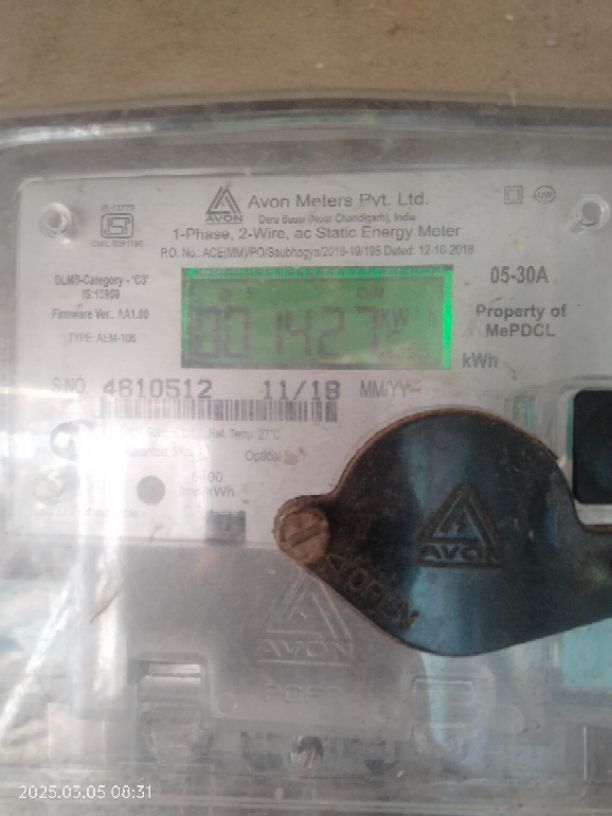 Avon Meters Pvt. Ltd.
AVON
Dera Bassi (Near Chandigarh), India
1-Phase, 2-Wire, ac Static Energy Meter
P.O. No.: ACE(MM)/PO/Saubhagya/2018-19/195 Dated: 12-10-2018
DLMS-Category - 'C3'
IS:15959
Firmware Ver.: AA1.00
TYPE: AEM-106
001427 KW h
05-30A
Property of
MePDCL
kWh
S.NO. 4610512 11/18 MM/YY
Ref. Temp. 27°C
Optical
6400
imp/kWh
AVON
OPEN
AVON
2025.03.05 08:31